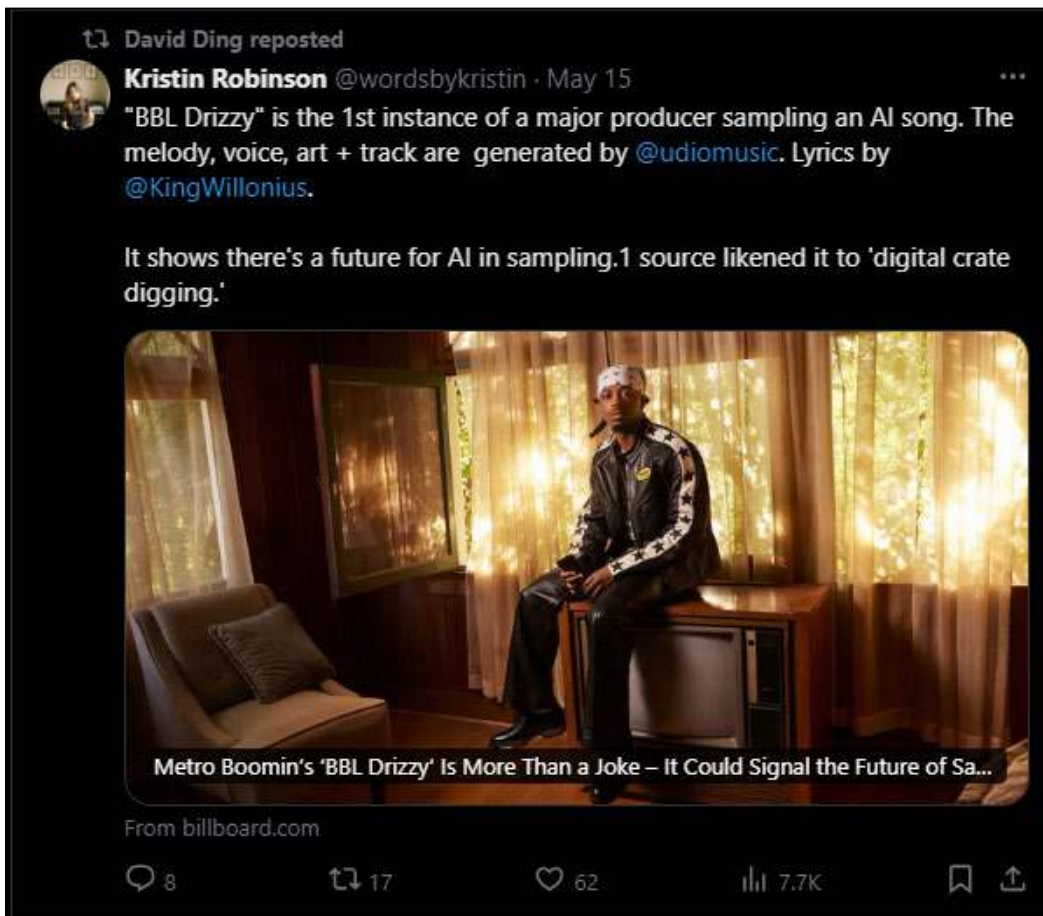 David Ding reposted
Kristin Robinson @wordsbykristin · May 15
"BBL Drizzy" is the 1st instance of a major producer sampling an AI song. The
melody, voice, art + track are generated by @udiomusic. Lyrics by
@KingWillonius.
It shows there's a future for AI in sampling.1 source likened it to 'digital crate
digging.'
Metro Boomin's 'BBL Drizzy' Is More Than a Joke – It Could Signal the Future of Sa...
From billboard.com
8 17 62 7.7K